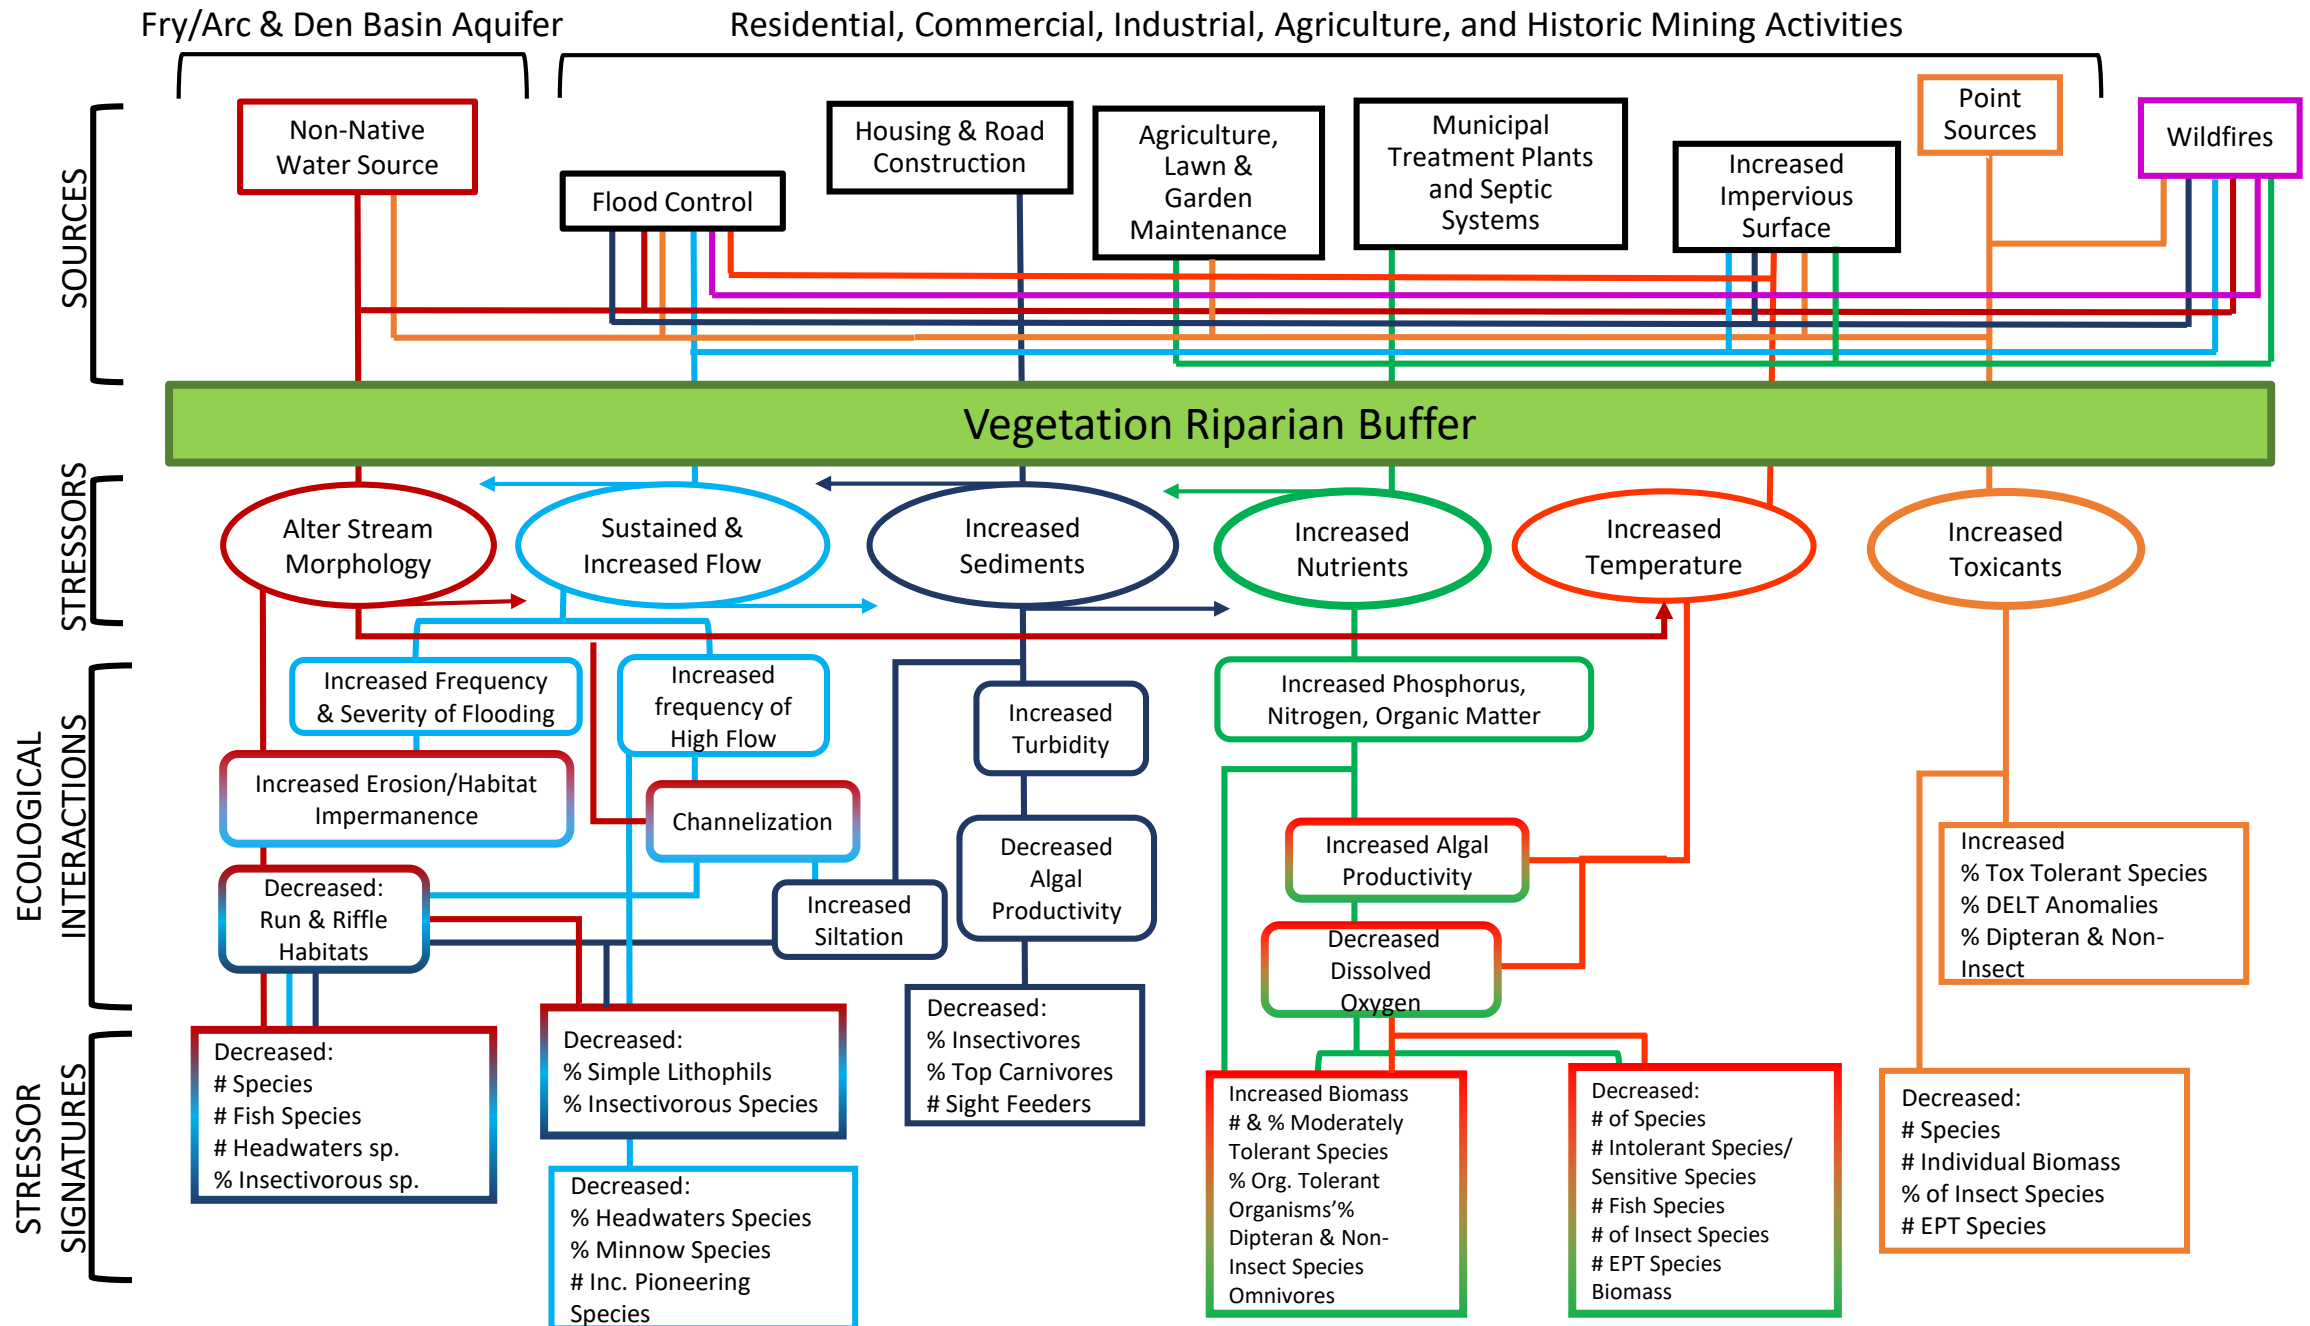 Fry/Arc & Den Basin Aquifer
Residential, Commercial, Industrial, Agriculture, and Historic Mining Activities
SOURCES
Non-Native
Water Source
Flood Control
Housing & Road
Construction
Agriculture,
Lawn &
Garden
Maintenance
Municipal
Treatment Plants
and Septic
Systems
Increased
Impervious
Surface
Point
Sources
Wildfires
Vegetation Riparian Buffer
STRESSORS
Alter Stream
Morphology
Sustained &
Increased Flow
Increased
Sediments
Increased
Nutrients
Increased
Temperature
Increased
Toxicants
ECOLOGICAL
INTERACTIONS
Increased Frequency
& Severity of Flooding
Increased
frequency of
High Flow
Increased
Turbidity
Increased Phosphorus,
Nitrogen, Organic Matter
Increased Erosion/Habitat
Impermanence
Channelization
Decreased
Algal
Productivity
Increased Algal
Productivity
Increased
% Tox Tolerant Species
% DELT Anomalies
% Dipteran & Non-
Insect
Decreased:
Run & Riffle
Habitats
Increased
Siltation
Decreased
Dissolved
Oxygen
STRESSOR
SIGNATURES
Decreased:
# Species
# Fish Species
# Headwaters sp.
% Insectivorous sp.
Decreased:
% Simple Lithophils
% Insectivorous Species
Decreased:
% Headwaters Species
% Minnow Species
# Inc. Pioneering
Species
Decreased:
% Insectivores
% Top Carnivores
# Sight Feeders
Increased Biomass
# & % Moderately
Tolerant Species
% Org. Tolerant
Organisms’%
Dipteran & Non-
Insect Species
Omnivores
Decreased:
# of Species
# Intolerant Species/
Sensitive Species
# Fish Species
# of Insect Species
# EPT Species
Biomass
Decreased:
# Species
# Individual Biomass
% of Insect Species
# EPT Species